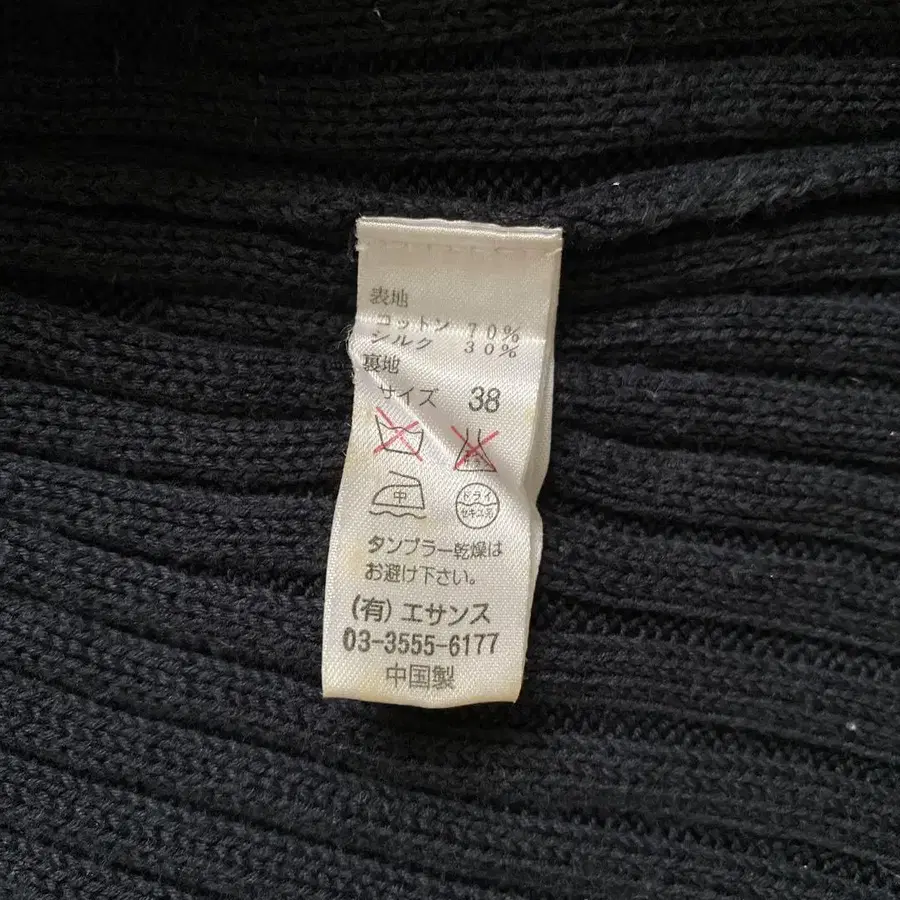 表地
コットン 70%
シルク 30%
裏地
サイズ 38
中
ドライ
セキユ系
タンブラー乾燥は
お避け下さい。
(有)エサンス
03-3555-6177
中国製